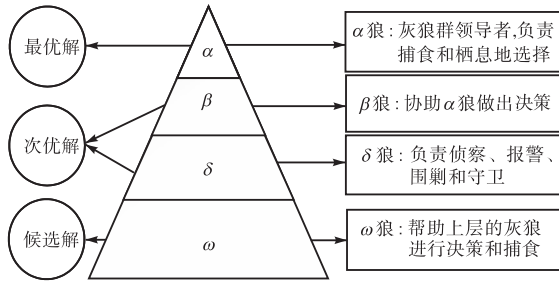 最优解
α
α狼:灰狼群领导者,负责
捕食和栖息地选择
β
β狼:协助α狼做出决策
次优解
δ
δ狼:负责侦察、报警、
围剿和守卫
候选解
ω
ω狼:帮助上层的灰狼
进行决策和捕食